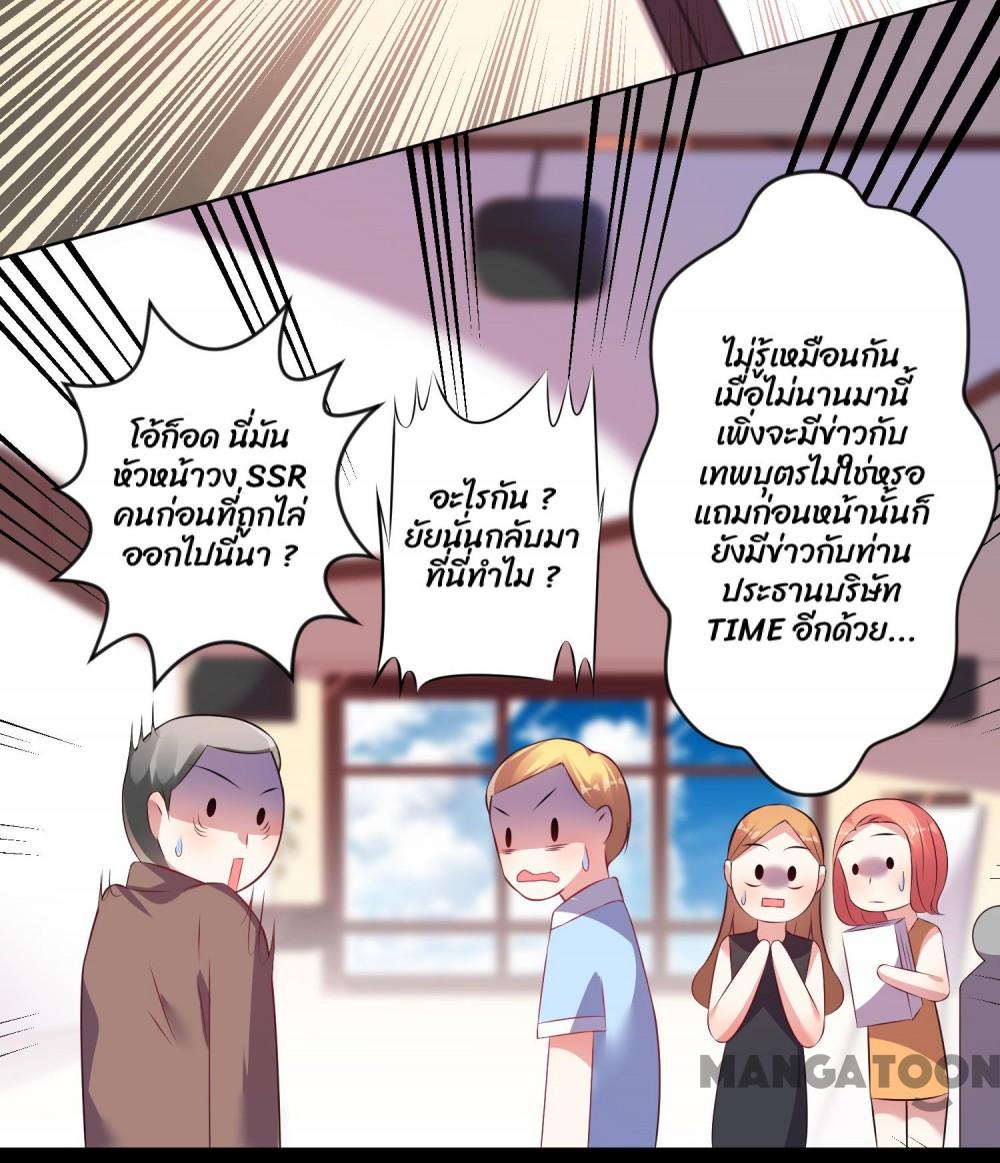 โอ้ก็อด นี่มัน
หัวหน้าวง SSR
คนก่อนที่ถูกไล่
ออกไปนี่นา ?
อะไรกัน ?
ยัยนั่นกลับมา
ที่นี่ทำไม ?
ไม่รู้เหมือนกัน
เมื่อไม่นานมานี้
เพิ่งจะมีข่าวกับ
เทพบุตรไม่ใช่หรอ
แถมก่อนหน้านั้นก็
ยังมีข่าวกับท่าน
ประธานบริษัท
TIME อีกด้วย...
MANGATOON